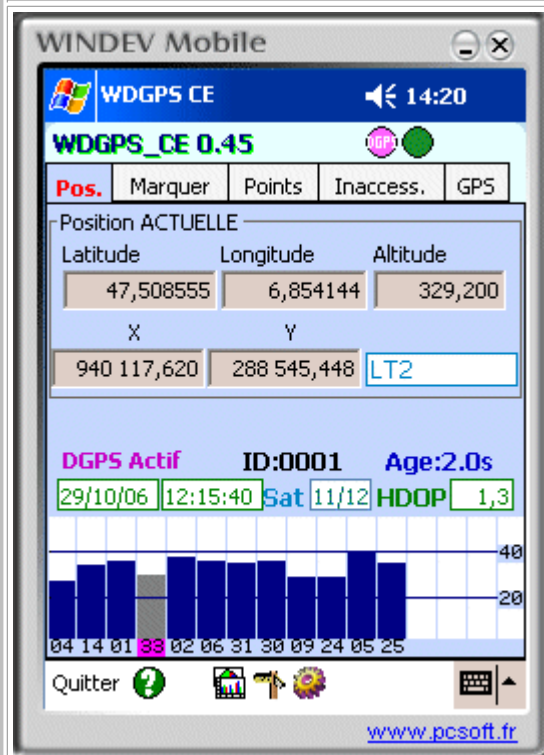 WINDEV Mobile
WDGPS CE 14:20
WDGPS_CE 0.45 DGP
Pos. Marquer Points Inaccess. GPS
Position ACTUELLE
Latitude Longitude Altitude
47,508555 6,854144 329,200
X Y
940 117,620 288 545,448 LT2
DGPS Actif ID:0001 Age:2.0s
29/10/06 12:15:40 Sat 11/12 HDOP 1,3
40
20
04 14 01 33 02 06 31 30 09 24 05 25
Quitter ?
www.pcsoft.fr